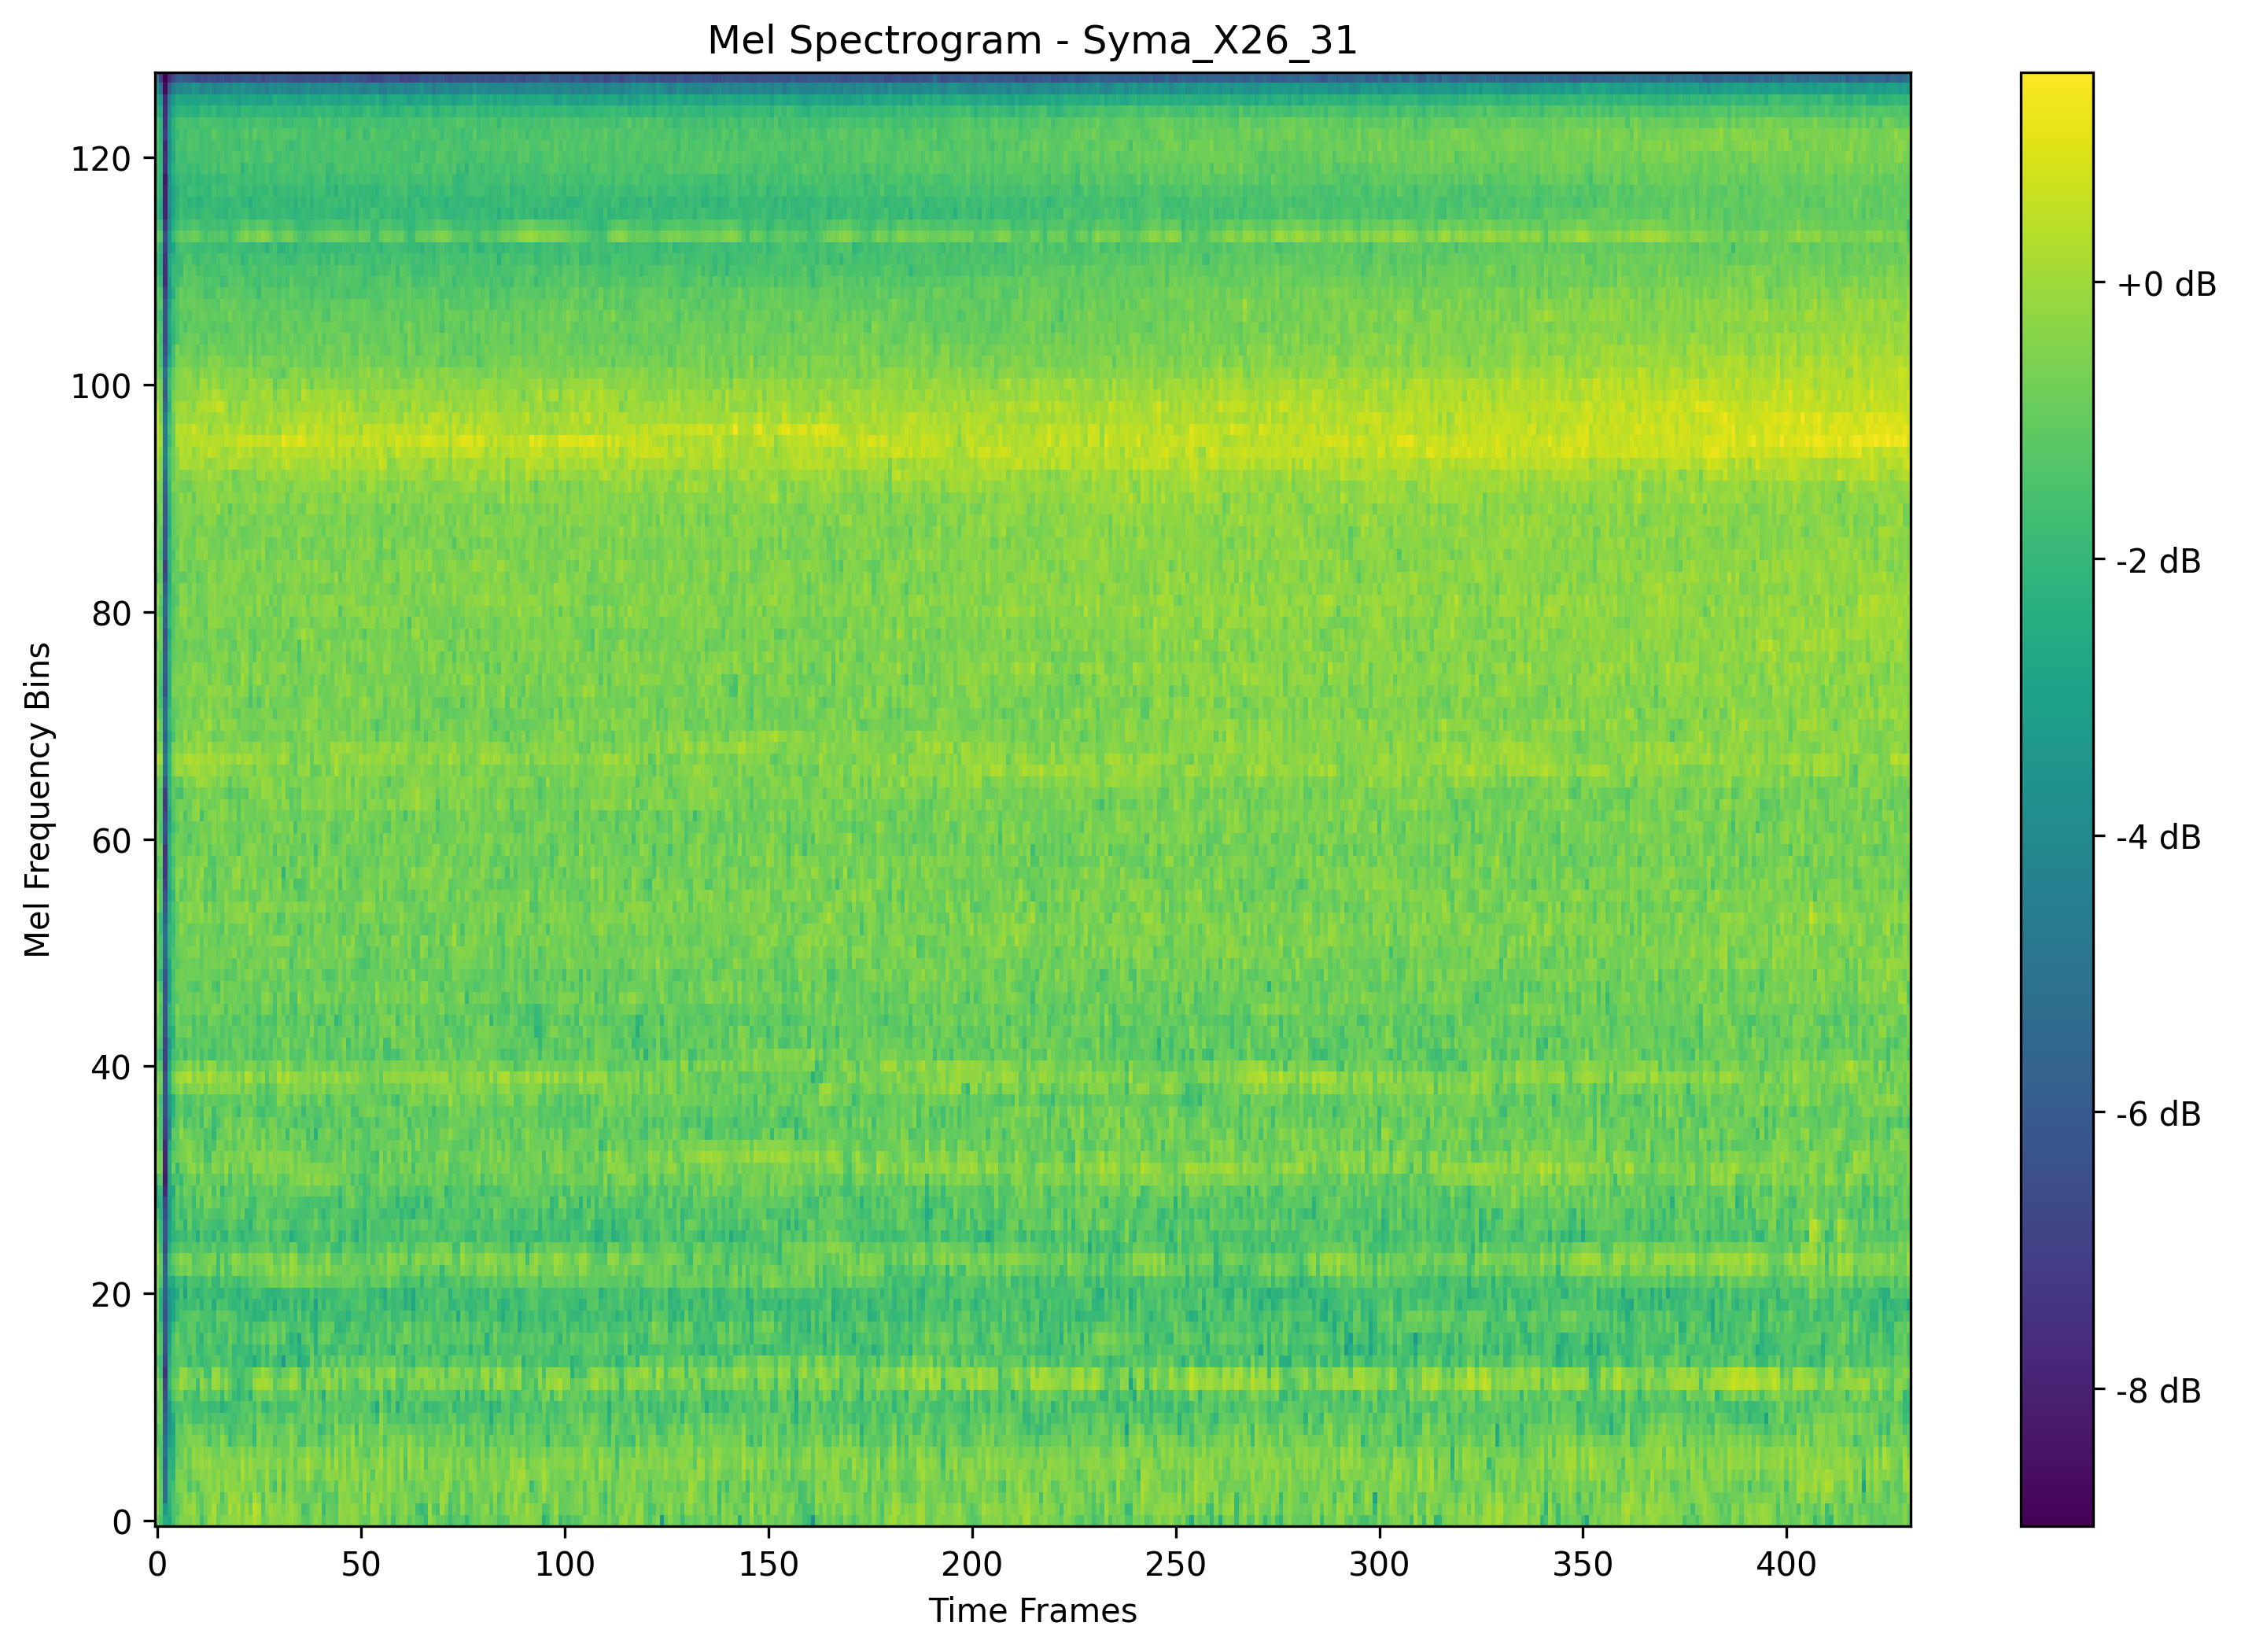 Mel Spectrogram - Syma_X26_31
Mel Frequency Bins
120
100
80
60
40
20
0
0 50 100 150 200 250 300 350 400
Time Frames
+0 dB
-2 dB
-4 dB
-6 dB
-8 dB